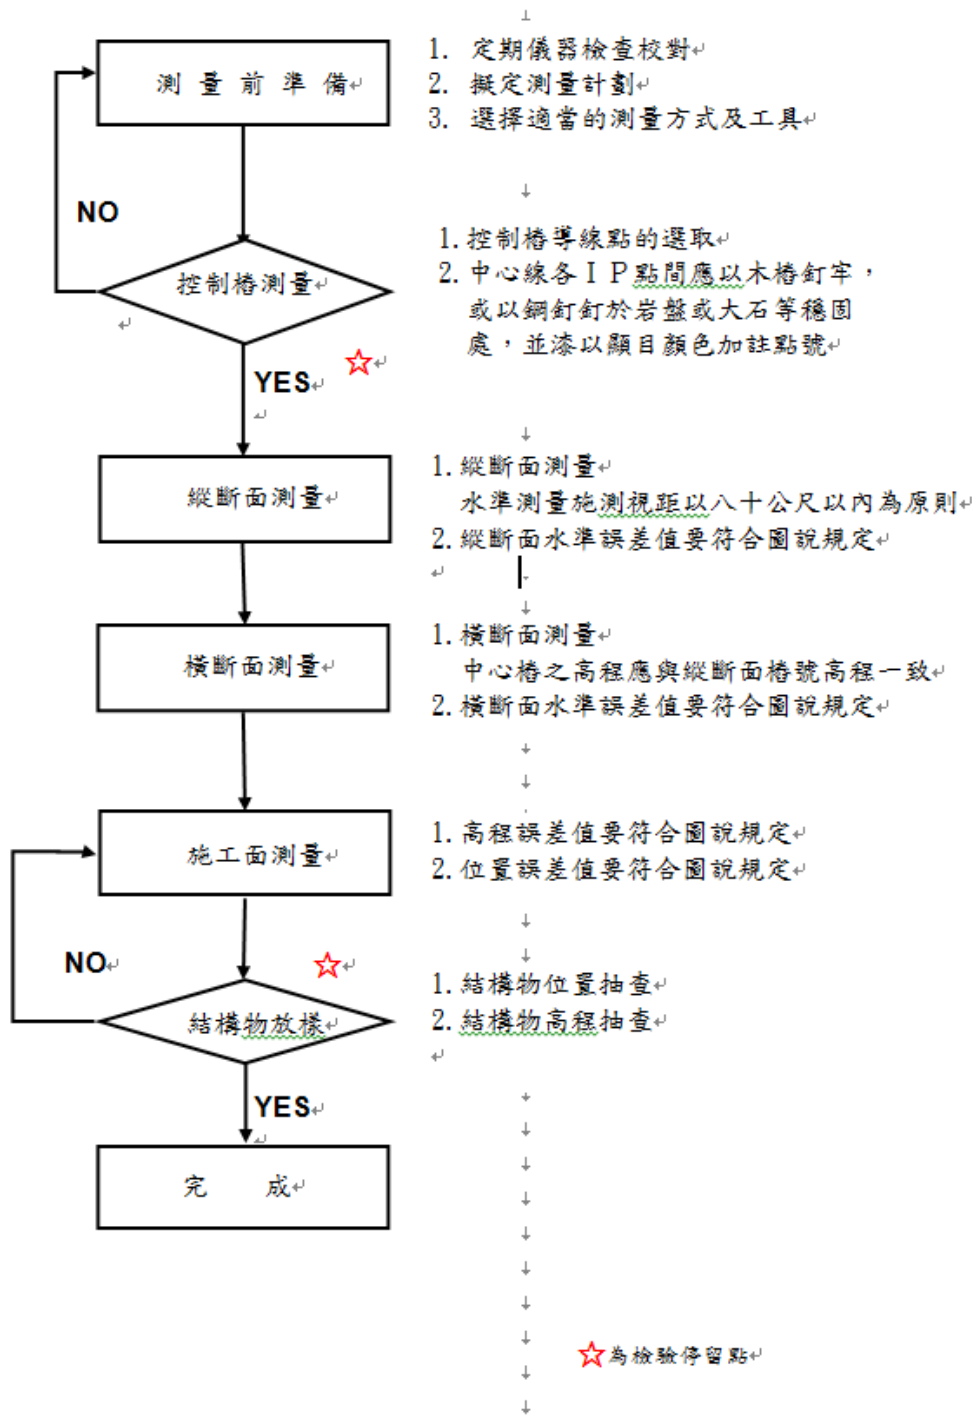 測 量 前 準 備
1. 定期儀器檢查校對
2. 擬定測量計劃
3. 選擇適當的測量方式及工具
NO
控制樁測量
1.控制樁導線點的選取
2.中心線各ＩＰ點間應以木樁釘牢，
或以鋼釘釘於岩盤或大石等穩固
處，並漆以顯目顏色加註點號
☆
YES
縱斷面測量
1.縱斷面測量
水準測量施測視距以八十公尺以內為原則
2.縱斷面水準誤差值要符合圖說規定
橫斷面測量
1.橫斷面測量
中心樁之高程應與縱斷面樁號高程一致
2.橫斷面水準誤差值要符合圖說規定
施工面測量
1.高程誤差值要符合圖說規定
2.位置誤差值要符合圖說規定
NO
☆
結構物放樣
1.結構物位置抽查
2.結構物高程抽查
YES
完 成
☆為檢驗停留點